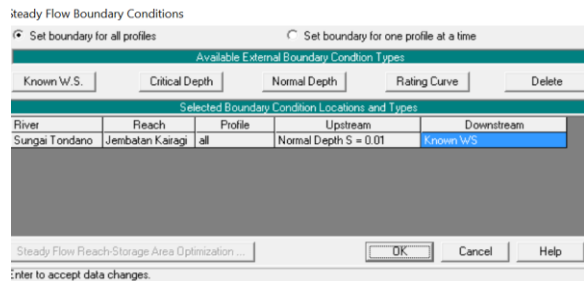 Steady Flow Boundary Conditions
Set boundary for all profiles Set boundary for one profile at a time
Available External Boundary Condtion Types
Known W.S. Critical Depth Normal Depth Rating Curve Delete
Selected Boundary Condition Locations and Types
River Reach Profile Upstream Downstream
Sungai Tondano Jembatan Kairagi all Normal Depth S = 0.01 Known WS
Steady Flow Reach-Storage Area Optimization ... OK Cancel Help
Enter to accept data changes.